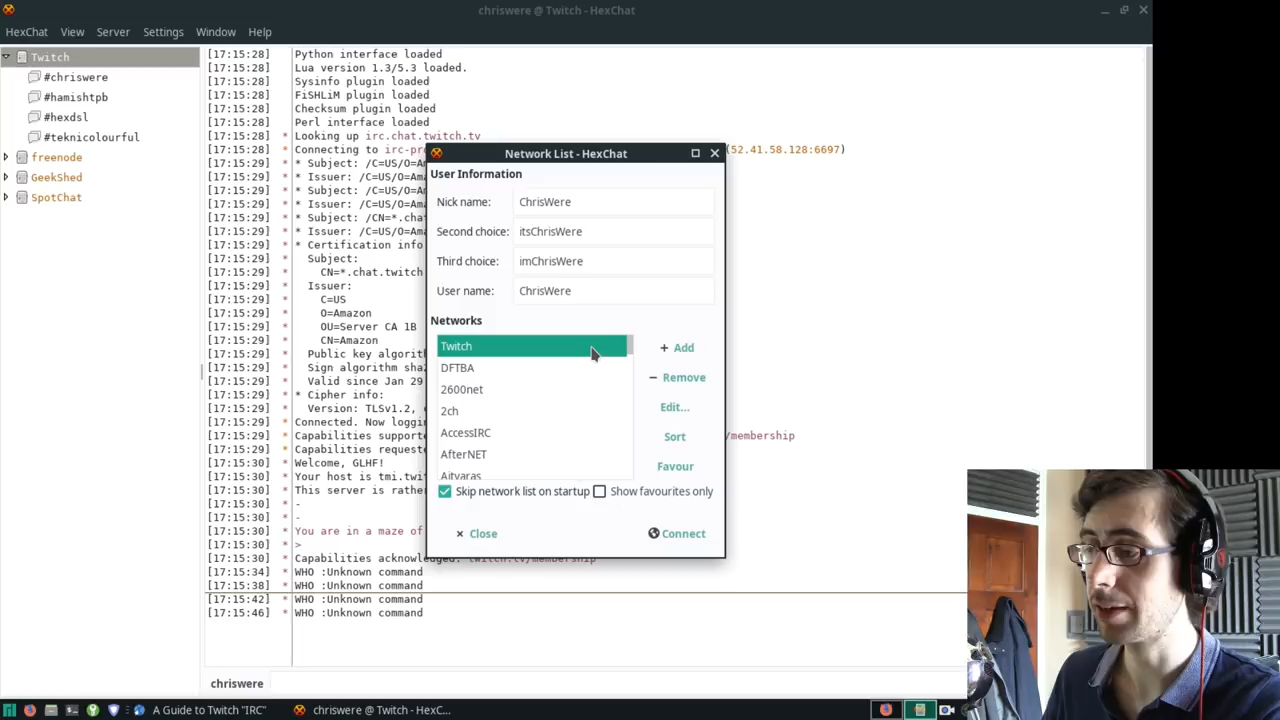 chriswere @ Twitch - HexChat
HexChat View Server Settings Window Help
Twitch
#chriswere
#hamishtpb
#hexdsl
#teknicolourful
freenode
GeekShed
SpotChat
[17:15:28] Python interface loaded
[17:15:28] Lua version 1.3/5.3 loaded.
[17:15:28] Sysinfo plugin loaded
[17:15:28] FiSHLiM plugin loaded
[17:15:28] Checksum plugin loaded
[17:15:28] Perl interface loaded
[17:15:28] * Looking up irc.chat.twitch.tv
[17:15:28] * Connecting to irc-pr (52.41.58.128:6697)
[17:15:29] * * Subject: /C=US/O=Am
[17:15:29] * * Issuer: /C=US/O=Am
[17:15:29] * * Subject: /C=US/O=Am
[17:15:29] * * Issuer: /C=US/O=Am
[17:15:29] * * Subject: /CN=*.cha
[17:15:29] * * Issuer: /C=US/O=Am
[17:15:29] * * Certification info
[17:15:29] * Subject:
[17:15:29] * CN=*.chat.twitch
[17:15:29] * Issuer:
[17:15:29] * C=US
[17:15:29] * O=Amazon
[17:15:29] * OU=Server CA 1B
[17:15:29] * CN=Amazon
[17:15:29] * Public key algorit
[17:15:29] * Sign algorithm sha
[17:15:29] * Valid since Jan 29
[17:15:29] * * Cipher info:
[17:15:29] * Version: TLSv1.2,
[17:15:29] * Connected. Now loggi
[17:15:29] * Capabilities supporte /membership
[17:15:29] * Capabilities requeste
[17:15:30] * Welcome, GLHF!
[17:15:30] * Your host is tmi.twi
[17:15:30] * This server is rather
[17:15:30] * -
[17:15:30] * -
[17:15:30] * You are in a maze of
[17:15:30] * >
[17:15:30] * Capabilities acknowledged: twitch.tv/membership
[17:15:34] * WHO :Unknown command
[17:15:38] * WHO :Unknown command
[17:15:42] * WHO :Unknown command
[17:15:46] * WHO :Unknown command
chriswere
Network List - HexChat
User Information
Nick name: ChrisWere
Second choice: itsChrisWere
Third choice: imChrisWere
User name: ChrisWere
Networks
Twitch
DFTBA
2600net
2ch
AccessIRC
AfterNET
Aitvaras
+ Add
− Remove
Edit...
Sort
Favour
Skip network list on startup
Show favourites only
× Close
Connect
A Guide to Twitch "IRC"
chriswere @ Twitch - HexC...